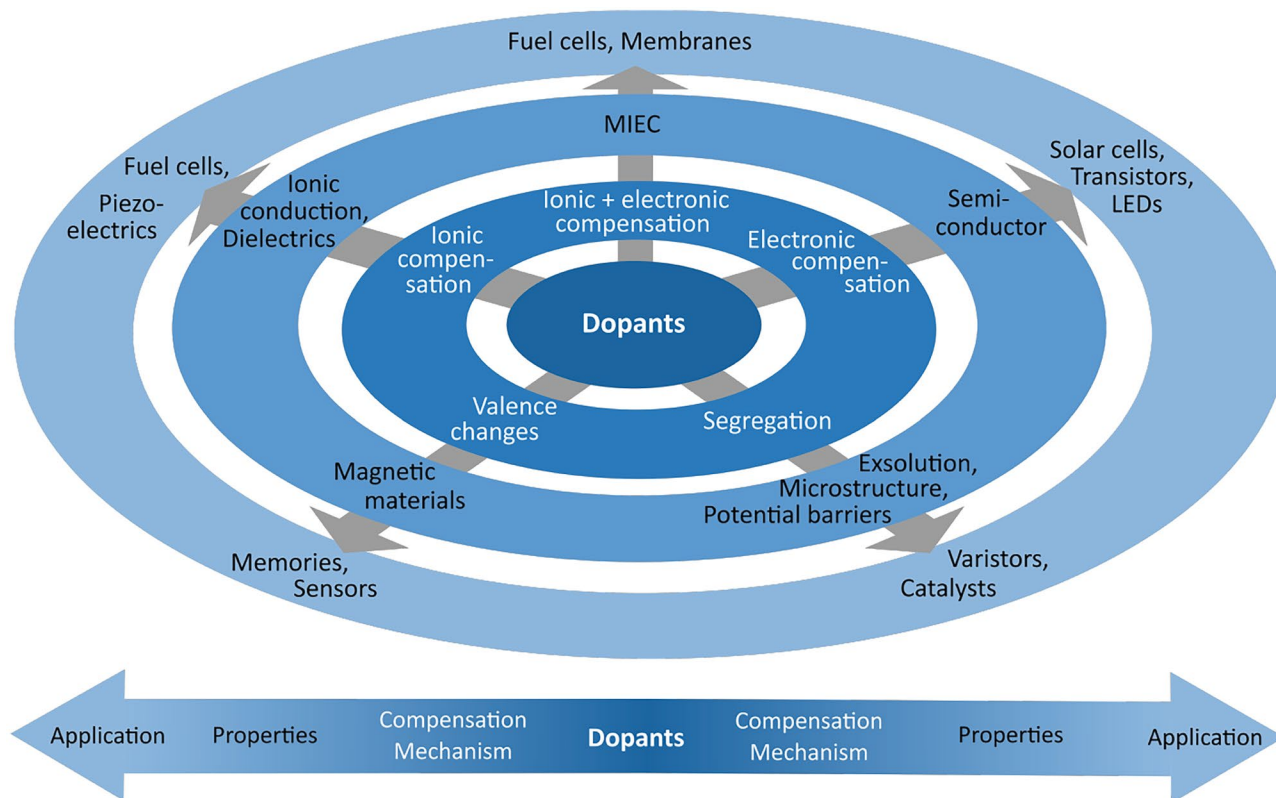 Fuel cells, Membranes
MIEC
Ionic + electronic
compensation
Fuel cells,
Piezo-
electrics
Ionic
conduction,
Dielectrics
Ionic
compen-
sation
Electronic
compen-
sation
Semi-
conductor
Solar cells,
Transistors,
LEDs
Dopants
Valence
changes
Segregation
Magnetic
materials
Exsolution,
Microstructure,
Potential barriers
Memories,
Sensors
Varistors,
Catalysts
Application
Properties
Compensation
Mechanism
Dopants
Compensation
Mechanism
Properties
Application